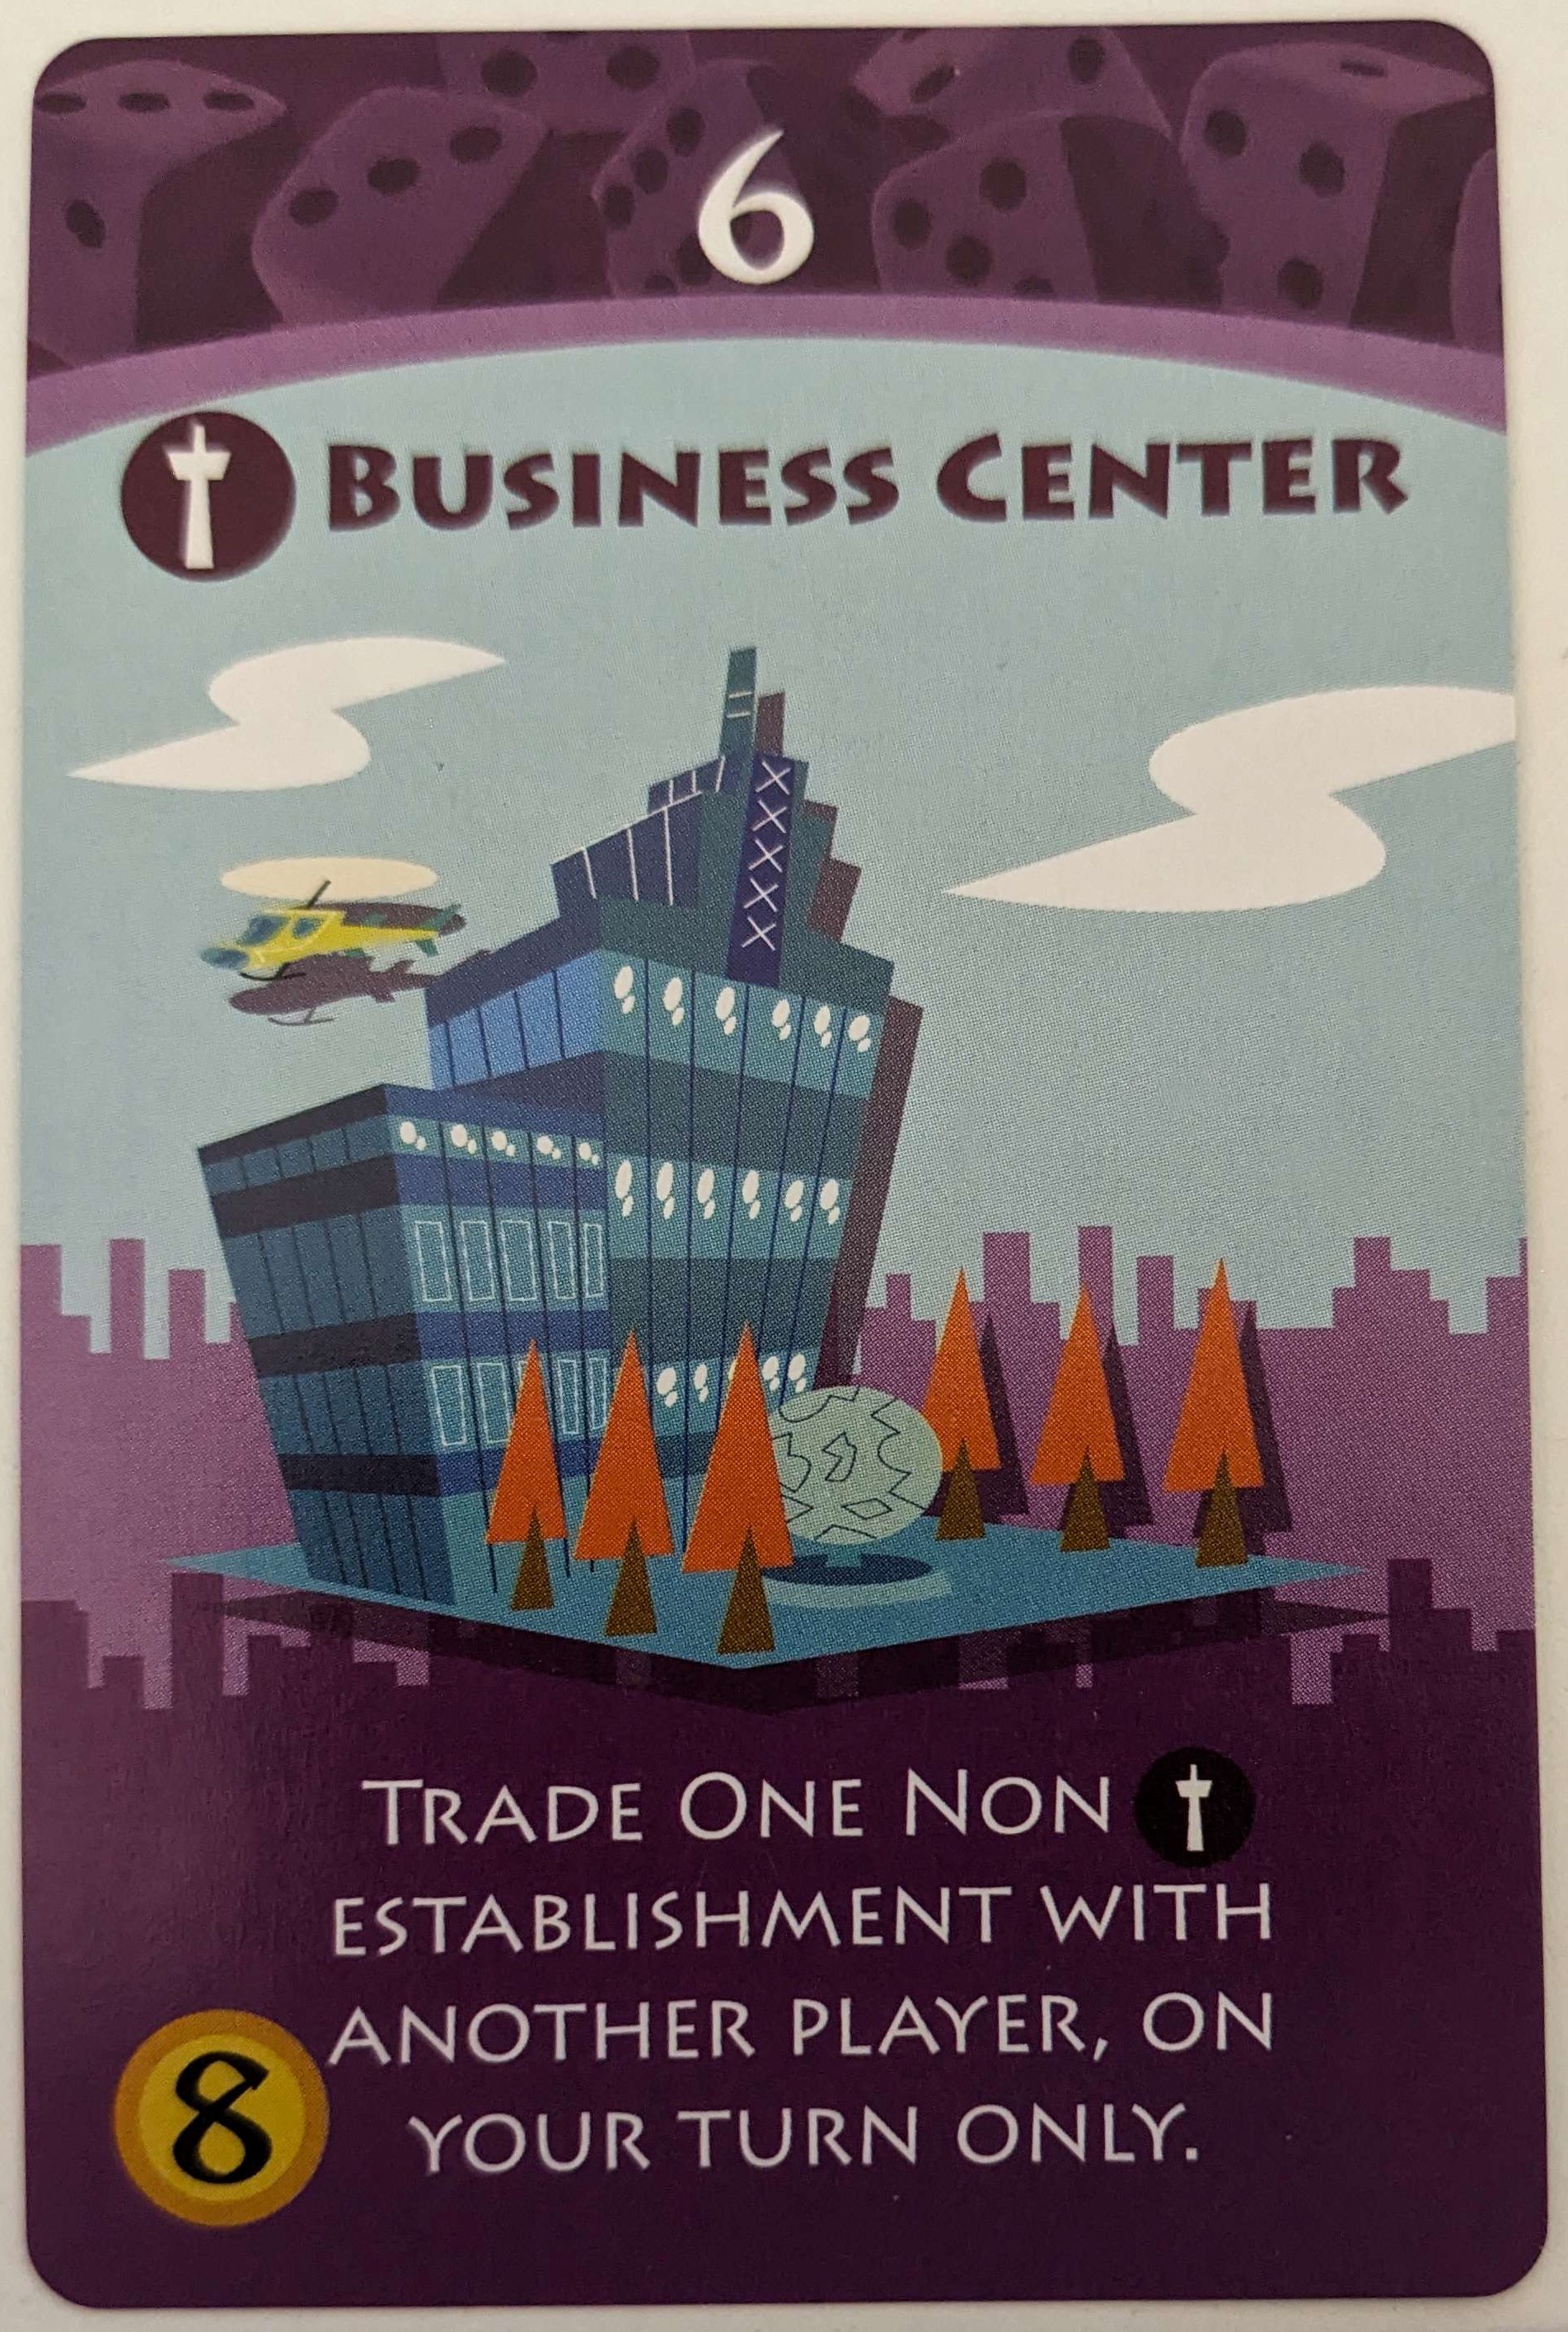 6
BUSINESS CENTER
TRADE ONE NON
ESTABLISHMENT WITH
ANOTHER PLAYER, ON
YOUR TURN ONLY.
8